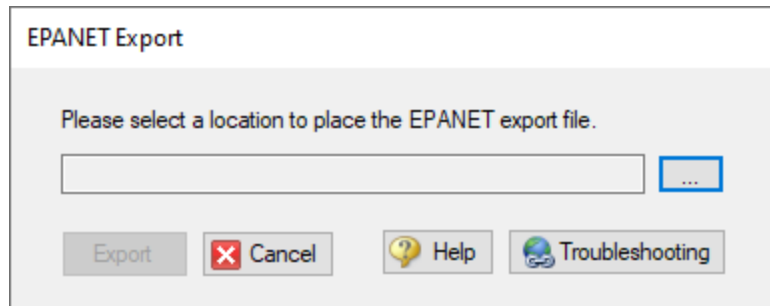 EPANET Export
Please select a location to place the EPANET export file.
...
Export Cancel Help Troubleshooting